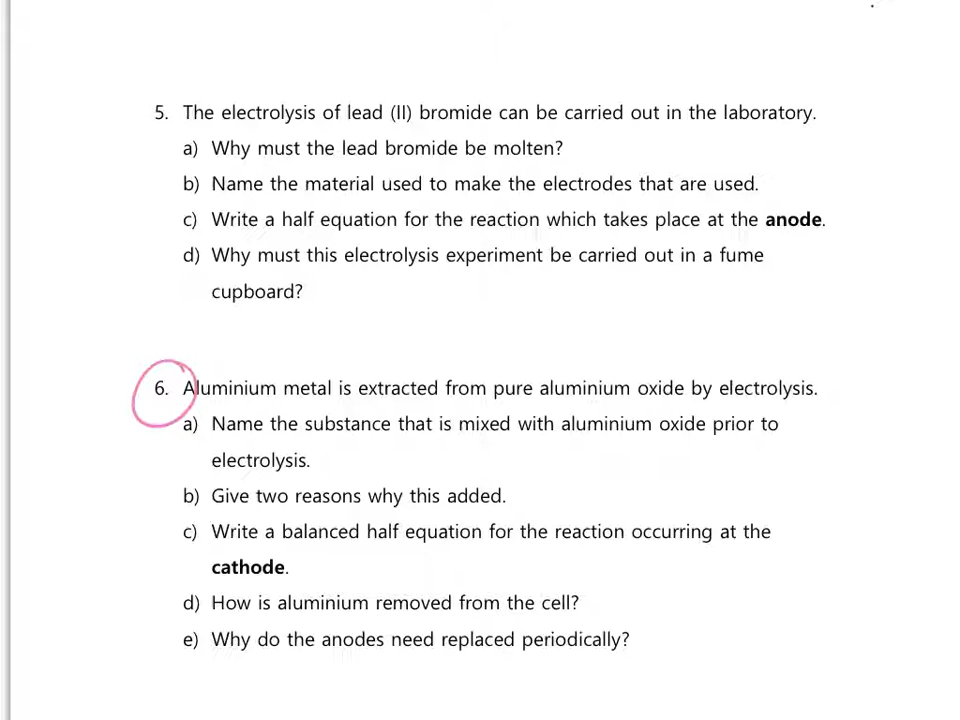 5. The electrolysis of lead (II) bromide can be carried out in the laboratory.
a) Why must the lead bromide be molten?
b) Name the material used to make the electrodes that are used.
c) Write a half equation for the reaction which takes place at the anode.
d) Why must this electrolysis experiment be carried out in a fume
cupboard?
6. Aluminium metal is extracted from pure aluminium oxide by electrolysis.
a) Name the substance that is mixed with aluminium oxide prior to
electrolysis.
b) Give two reasons why this added.
c) Write a balanced half equation for the reaction occurring at the
cathode.
d) How is aluminium removed from the cell?
e) Why do the anodes need replaced periodically?